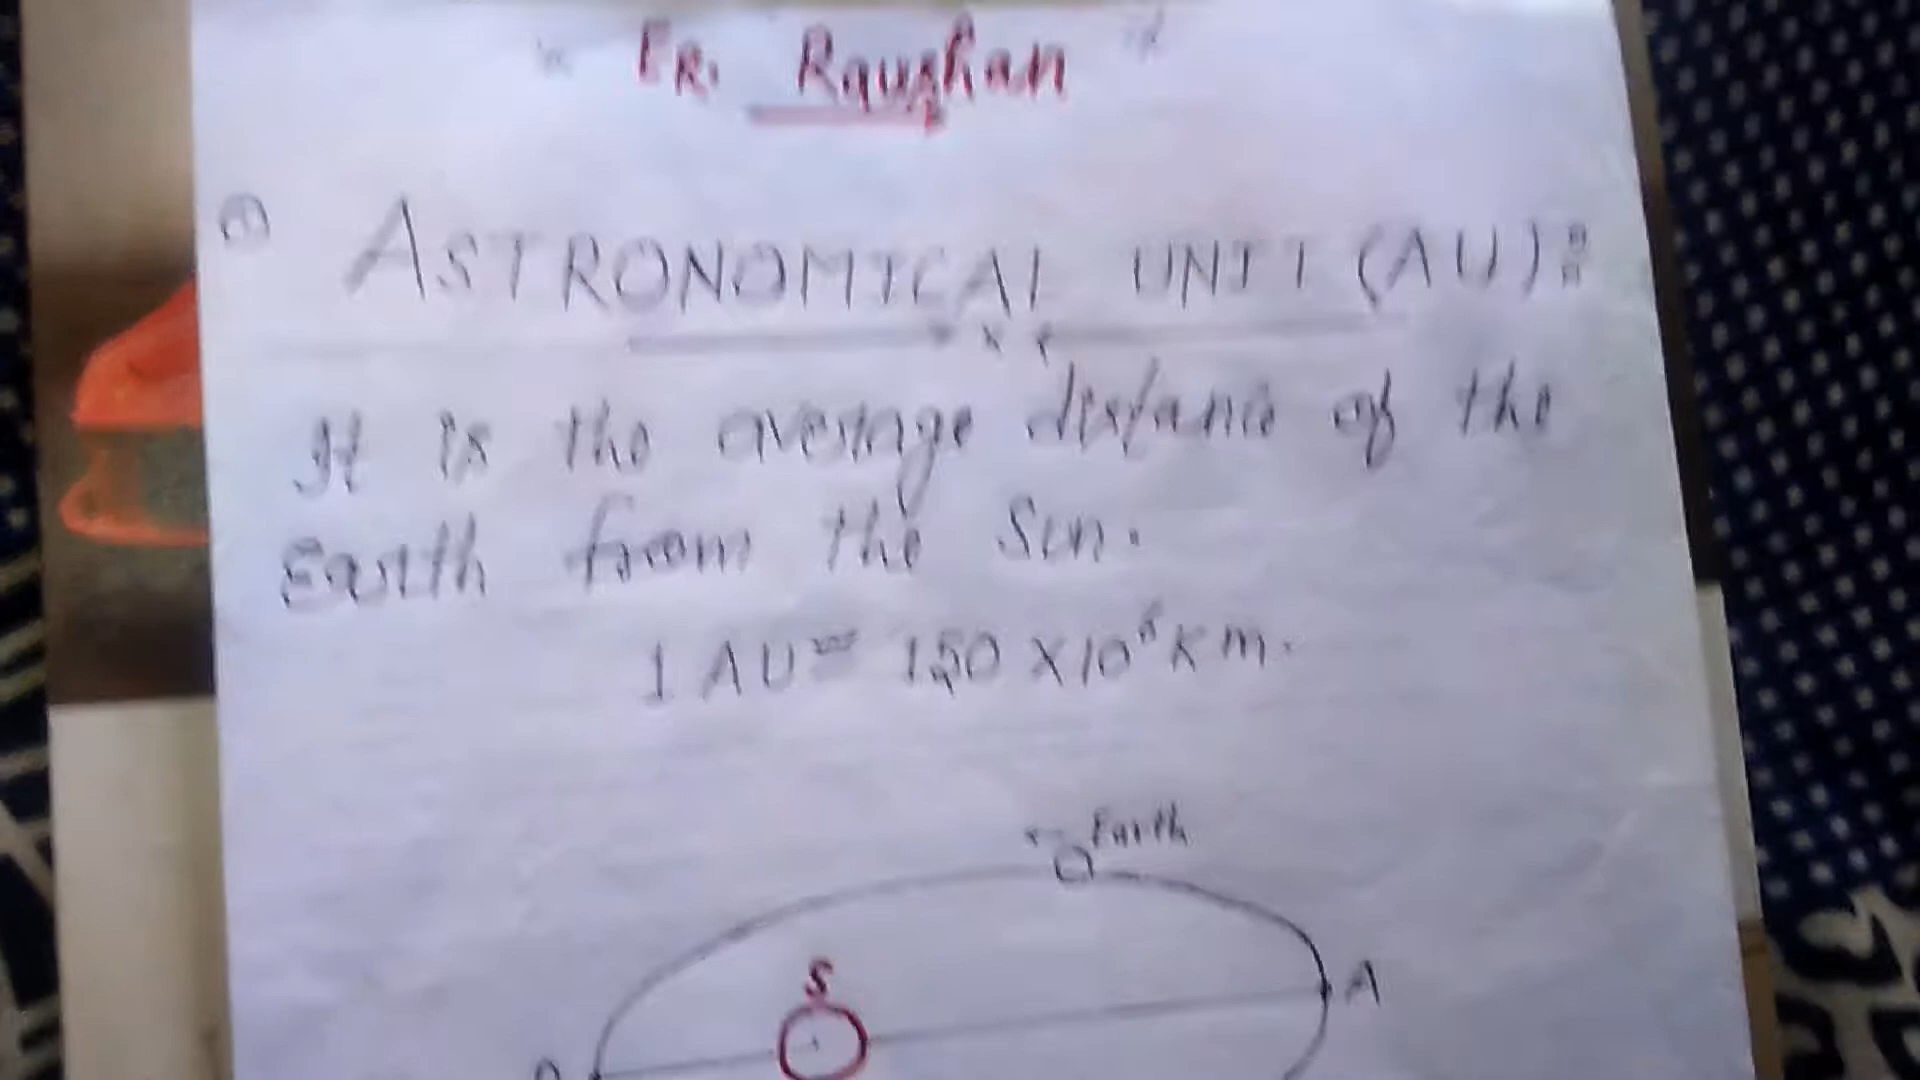 ER. Raushan
① ASTRONOMICAL UNIT (AU):
It is the average distance of the
Earth from the Sun.
1 AU = 150 × 10⁶ Km.
Earth
S
A